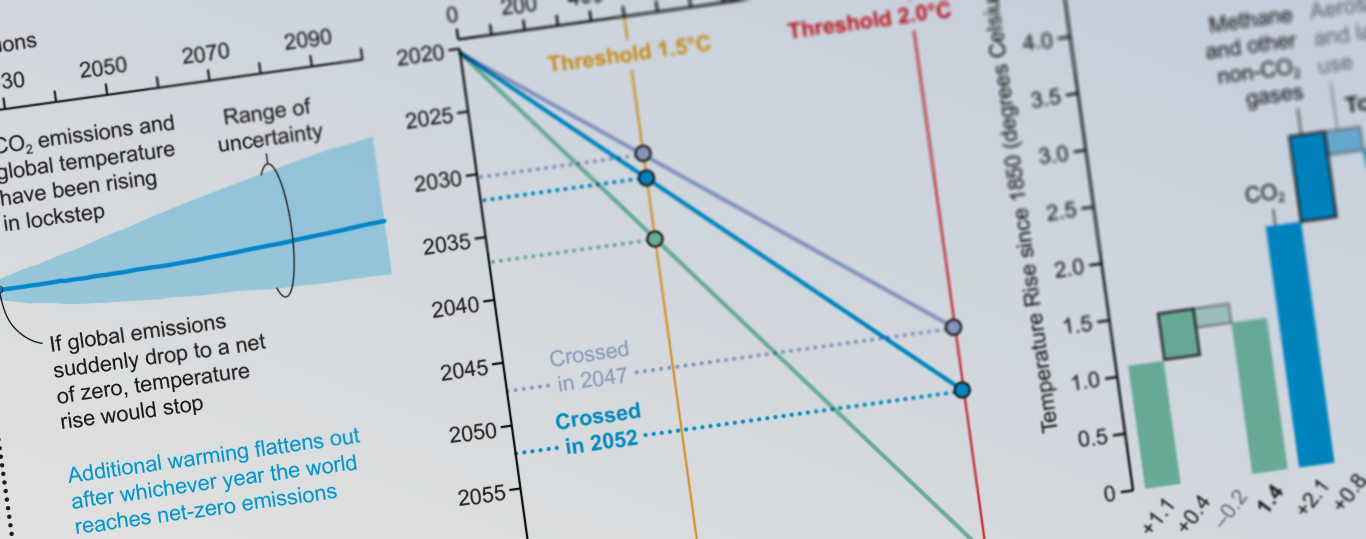 ions
30
2050
2070
2090
CO₂ emissions and
global temperature
have been rising
in lockstep
Range of
uncertainty
If global emissions
suddenly drop to a net
of zero, temperature
rise would stop
Additional warming flattens out
after whichever year the world
reaches net-zero emissions
0
200
2020
2025
2030
2035
2040
2045
2050
2055
Threshold 1.5°C
Threshold 2.0°C
Crossed
in 2047
Crossed
in 2052
Temperature Rise since 1850 (degrees Celsiu
4.0
3.5
3.0
2.5
2.0
1.5
1.0
0.5
0
Methane
and other
non-CO₂
gases
Aeros
and la
use
To
CO₂
+1.1
+0.4
–0.2
1.4
+2.1
+0.8